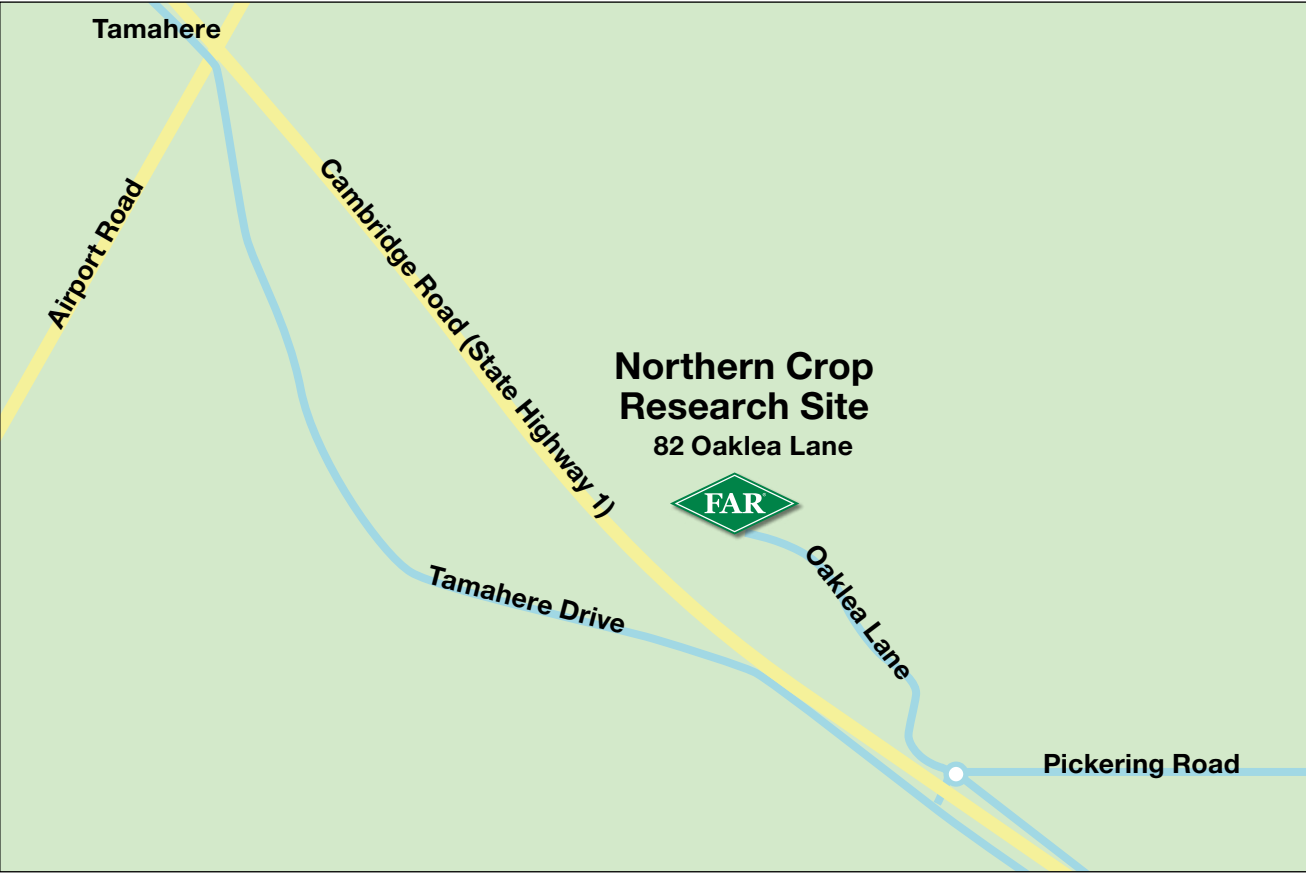 Tamahere
Airport Road
Cambridge Road (State Highway 1)
Northern Crop
Research Site
82 Oaklea Lane
FAR
Oaklea Lane
Tamahere Drive
Pickering Road